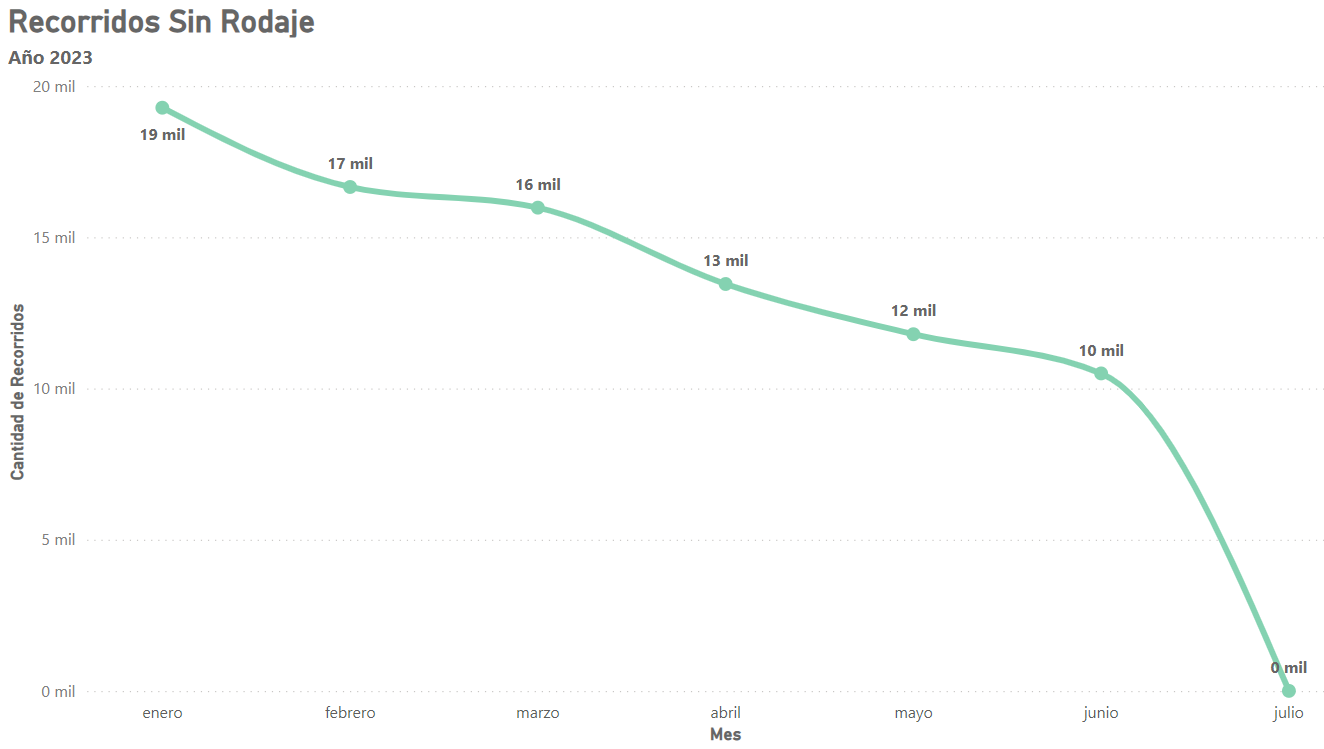 Recorridos Sin Rodaje
Año 2023
20 mil
15 mil
10 mil
5 mil
0 mil
Cantidad de Recorridos
19 mil
17 mil
16 mil
13 mil
12 mil
10 mil
0 mil
enero febrero marzo abril mayo junio julio
Mes